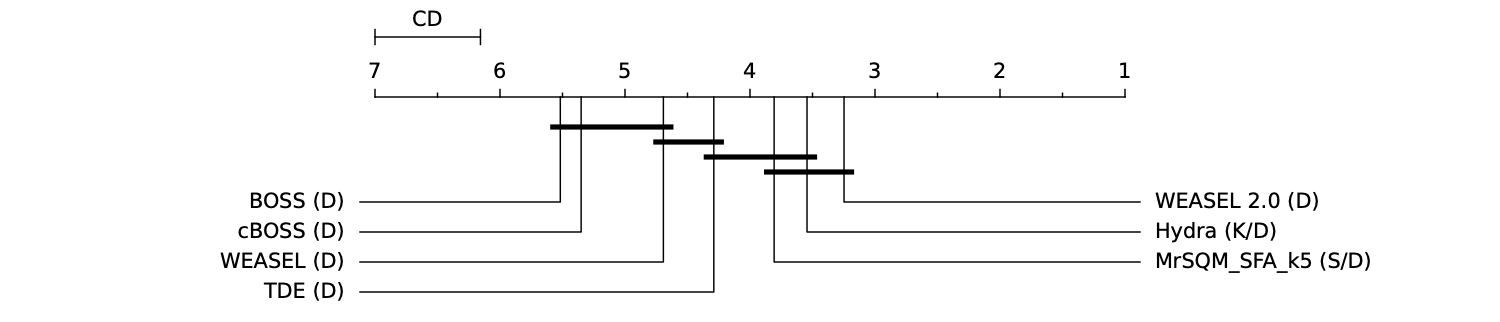 CD
7 6 5 4 3 2 1
BOSS (D) WEASEL 2.0 (D)
cBOSS (D) Hydra (K/D)
WEASEL (D) MrSQM_SFA_k5 (S/D)
TDE (D)